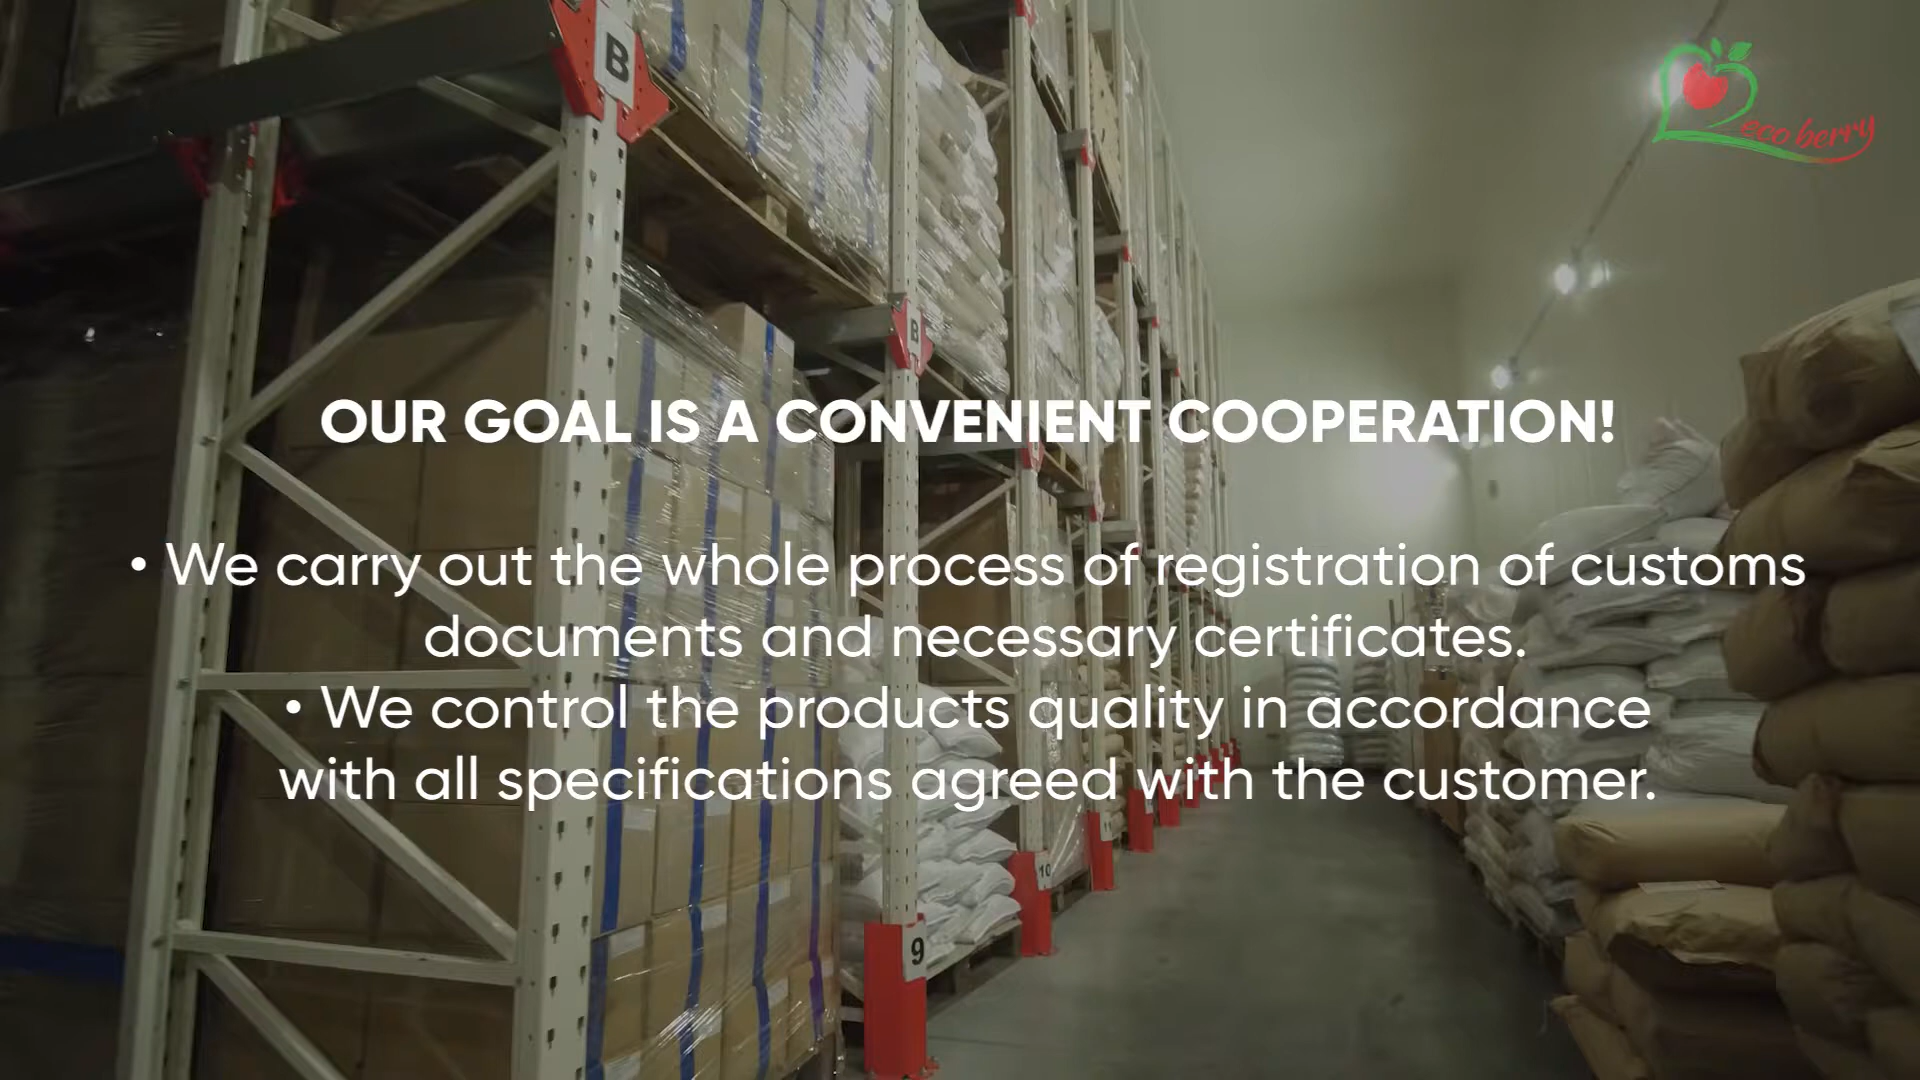 B
eco berry
B
OUR GOAL IS A CONVENIENT COOPERATION!
• We carry out the whole process of registration of customs
documents and necessary certificates.
• We control the products quality in accordance
with all specifications agreed with the customer.
11
10
9